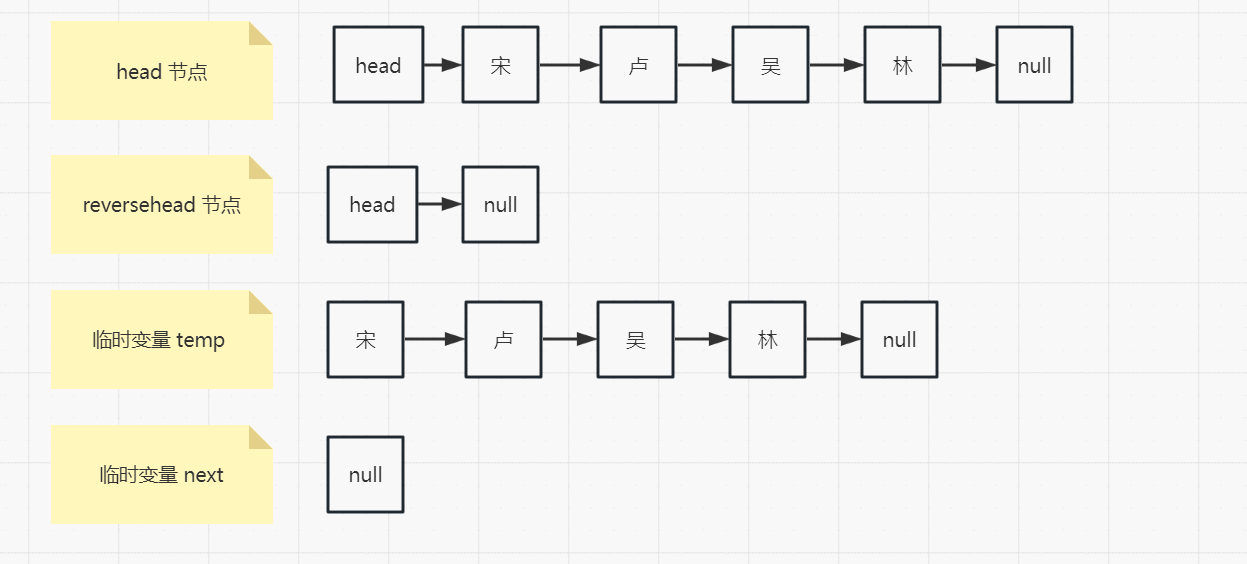 head 节点
head 宋 卢 吴 林 null
reversehead 节点
head null
临时变量 temp
宋 卢 吴 林 null
临时变量 next
null